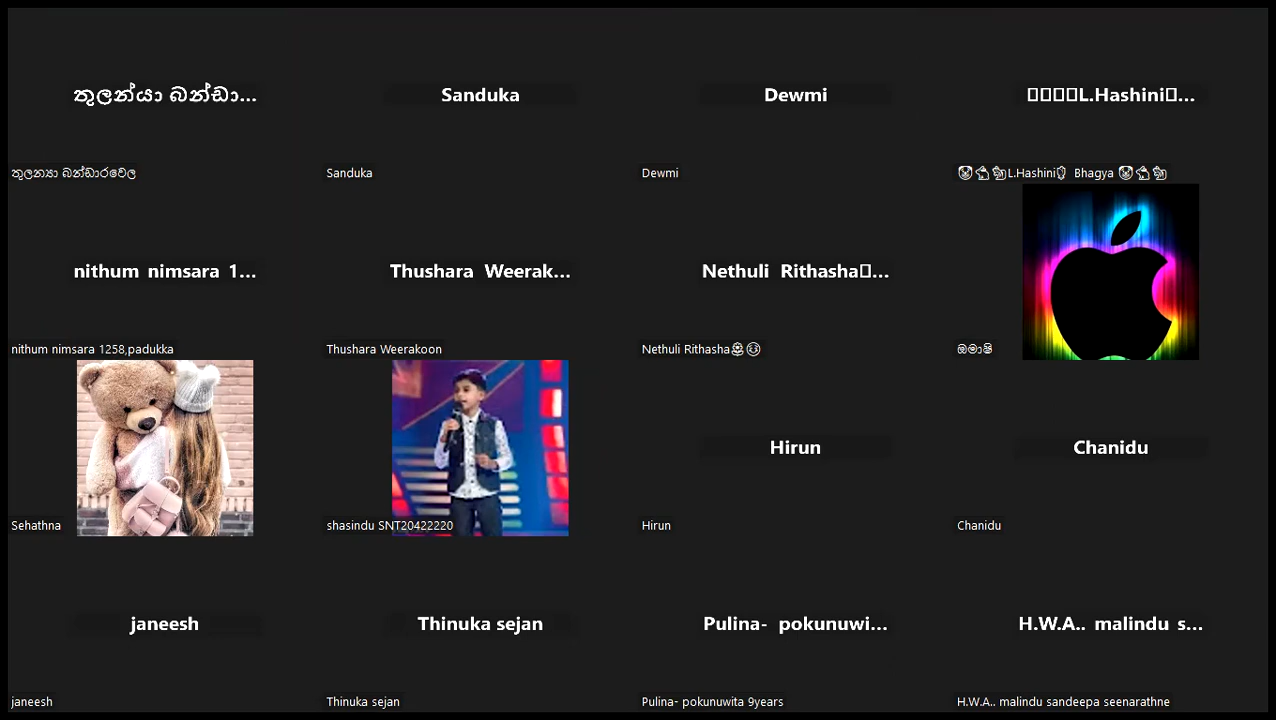 තුලන්යා බන්ඩා...
Sanduka
Dewmi
L.Hashini...
තුලන්‍යා බන්ඩාරවෙල
Sanduka
Dewmi
🐯🐔🐘L.Hashini Bhagya 🐯🐔🐘
nithum nimsara 1...
Thushara Weerak...
Nethuli Rithasha...
nithum nimsara 1258,padukka
Thushara Weerakoon
Nethuli Rithasha
ඔමාෂි
Hirun
Chanidu
Sehathna
shasindu SNT20422220
Hirun
Chanidu
janeesh
Thinuka sejan
Pulina- pokunuwi...
H.W.A.. malindu s...
janeesh
Thinuka sejan
Pulina- pokunuwita 9years
H.W.A.. malindu sandeepa seenarathne